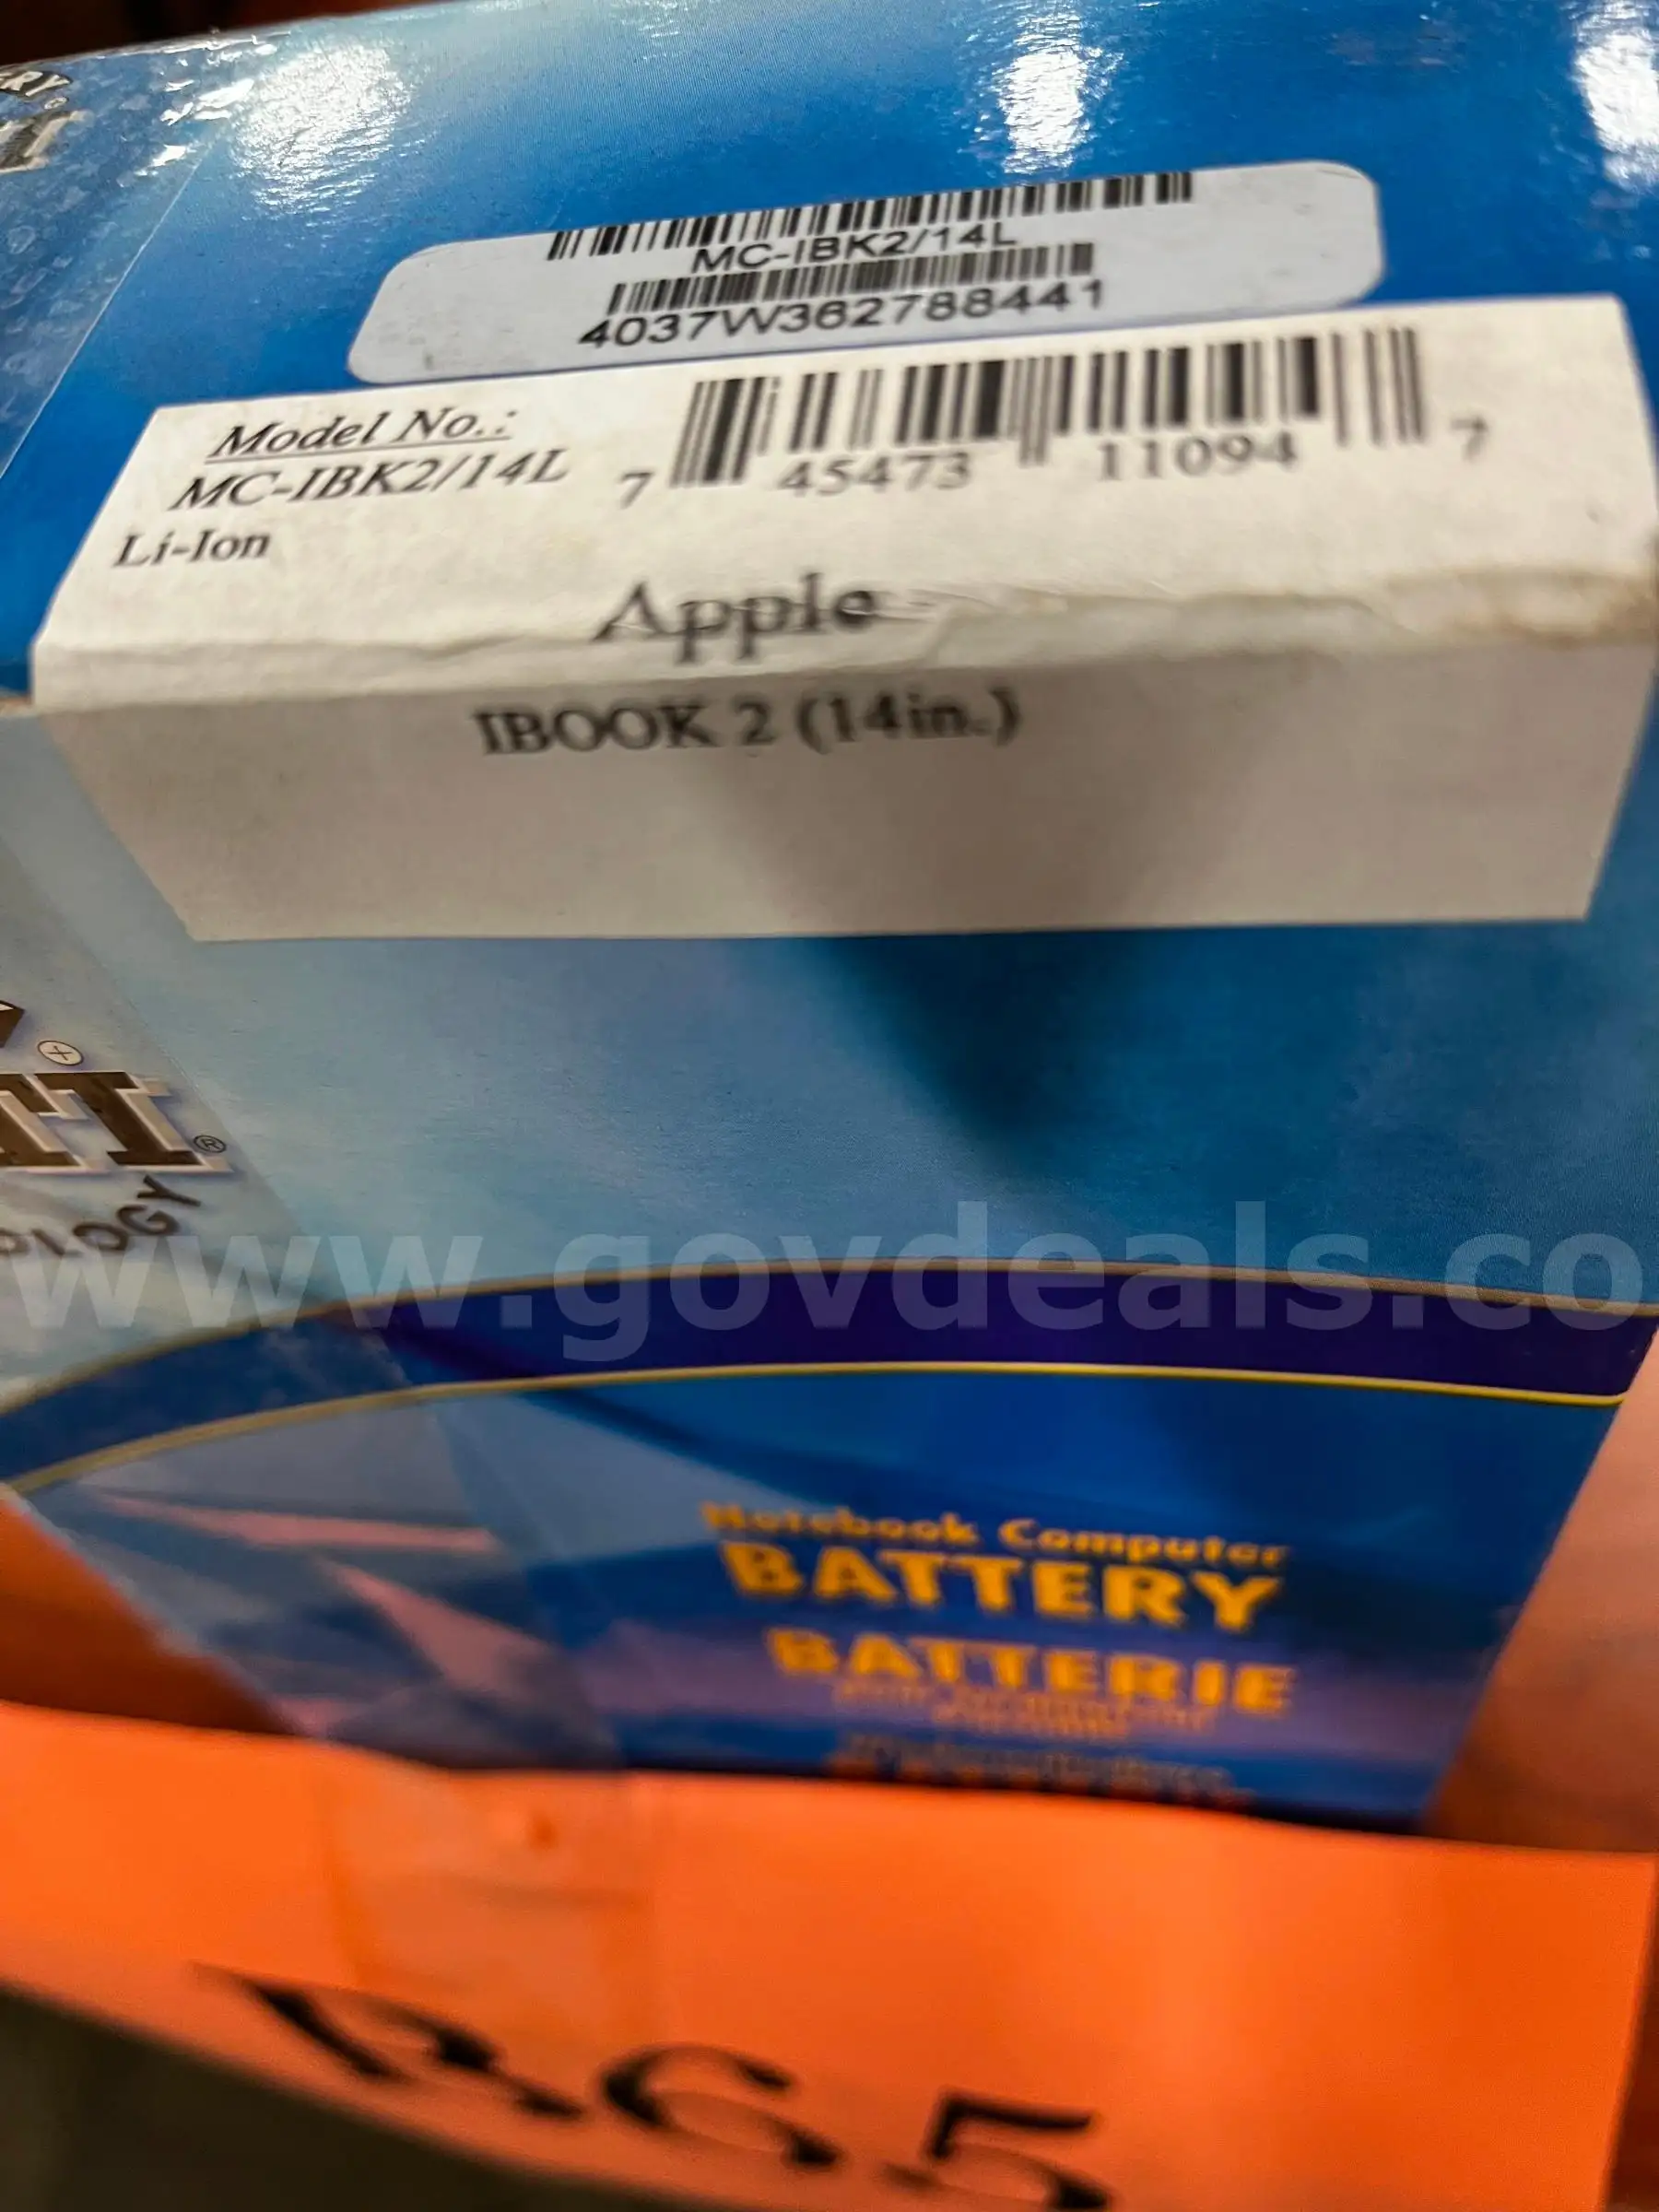 MC-IBK2/14L
4037W362788441
Model No.:
MC-IBK2/14L
7 45473 11094 7
Li-Ion
Apple
IBOOK 2 (14in.)
®
OLOGY
www.govdeals.co
Notebook Computer
BATTERY
BATTERIE